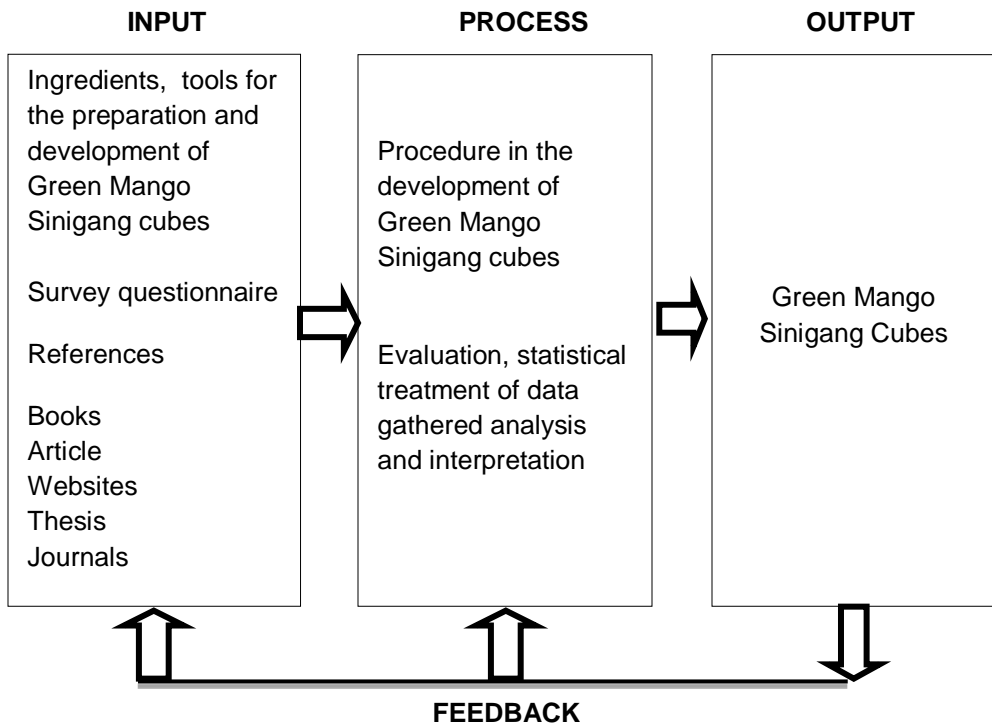 INPUT
Ingredients, tools for
the preparation and
development of
Green Mango
Sinigang cubes
Survey questionnaire
References
Books
Article
Websites
Thesis
Journals
PROCESS
Procedure in the
development of
Green Mango
Sinigang cubes
Evaluation, statistical
treatment of data
gathered analysis
and interpretation
OUTPUT
Green Mango
Sinigang Cubes
FEEDBACK